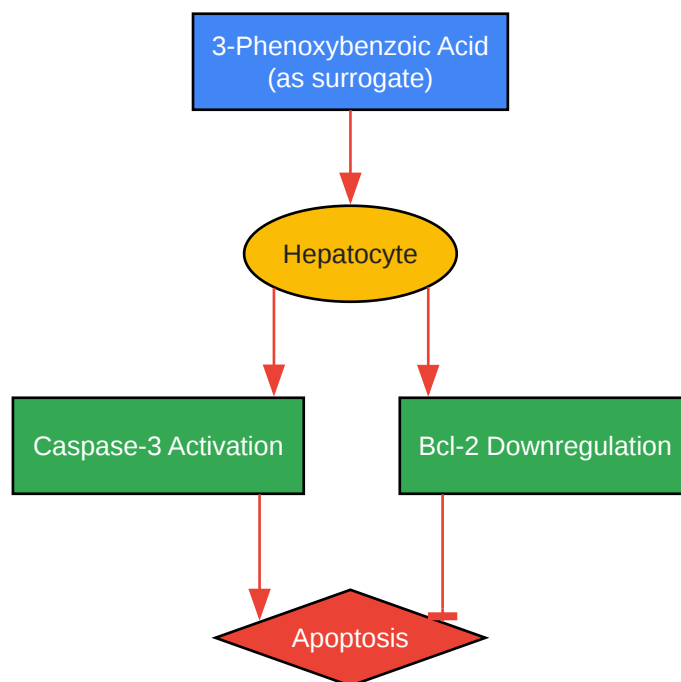 3-Phenoxybenzoic Acid
(as surrogate)
Hepatocyte
Caspase-3 Activation
Bcl-2 Downregulation
Apoptosis